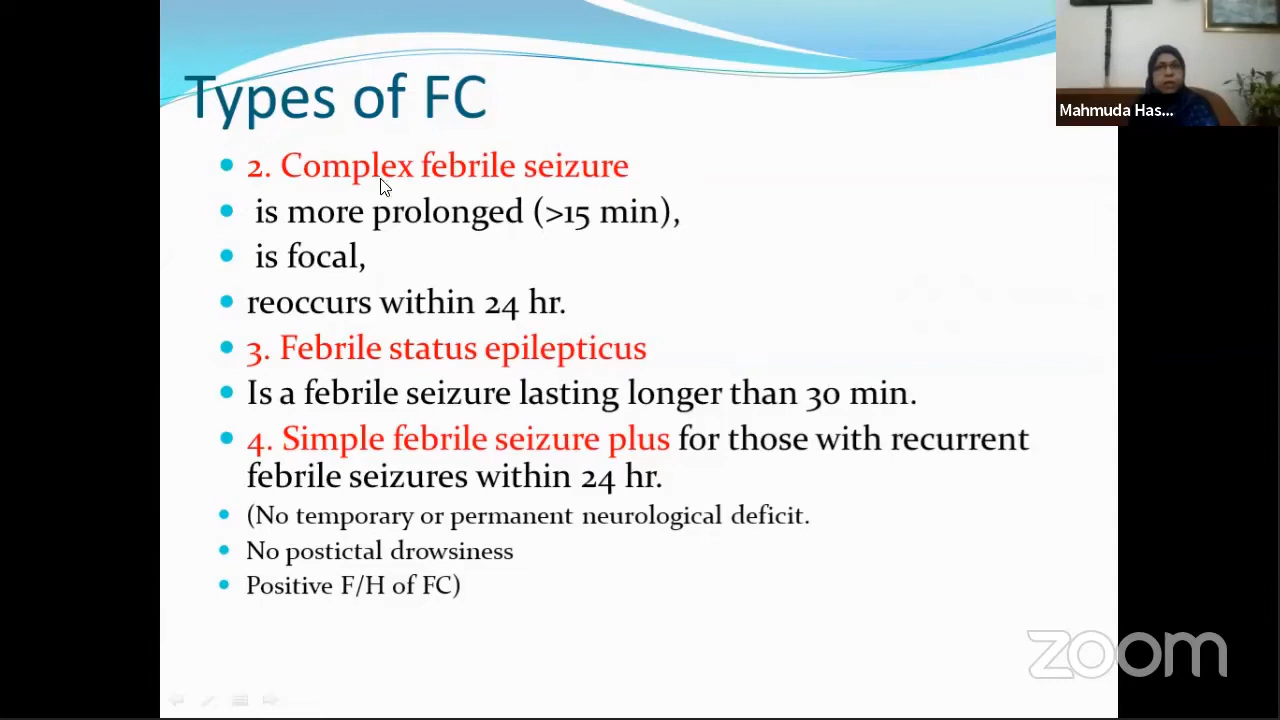 Types of FC
Mahmuda Has...
2. Complex febrile seizure
is more prolonged (>15 min),
is focal,
reoccurs within 24 hr.
3. Febrile status epilepticus
Is a febrile seizure lasting longer than 30 min.
4. Simple febrile seizure plus for those with recurrent
febrile seizures within 24 hr.
(No temporary or permanent neurological deficit.
No postictal drowsiness
Positive F/H of FC)
zoom